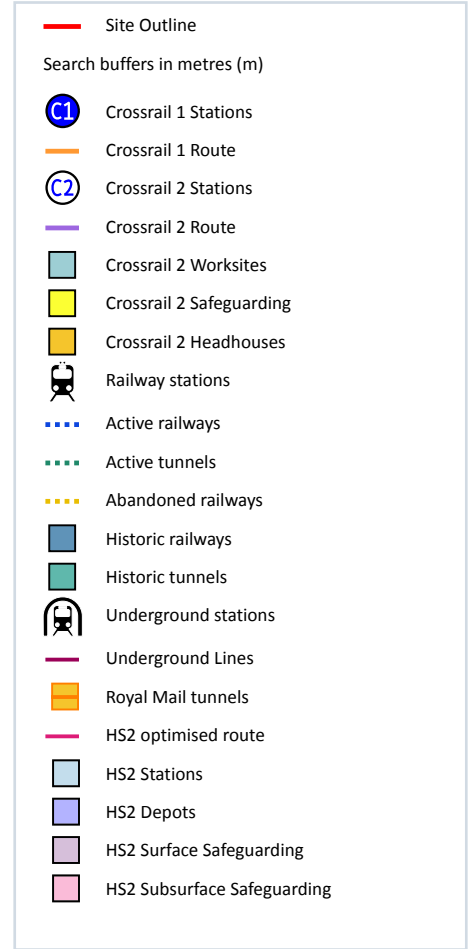 Site Outline
Search buffers in metres (m)
C1 Crossrail 1 Stations
Crossrail 1 Route
C2 Crossrail 2 Stations
Crossrail 2 Route
Crossrail 2 Worksites
Crossrail 2 Safeguarding
Crossrail 2 Headhouses
Railway stations
Active railways
Active tunnels
Abandoned railways
Historic railways
Historic tunnels
Underground stations
Underground Lines
Royal Mail tunnels
HS2 optimised route
HS2 Stations
HS2 Depots
HS2 Surface Safeguarding
HS2 Subsurface Safeguarding